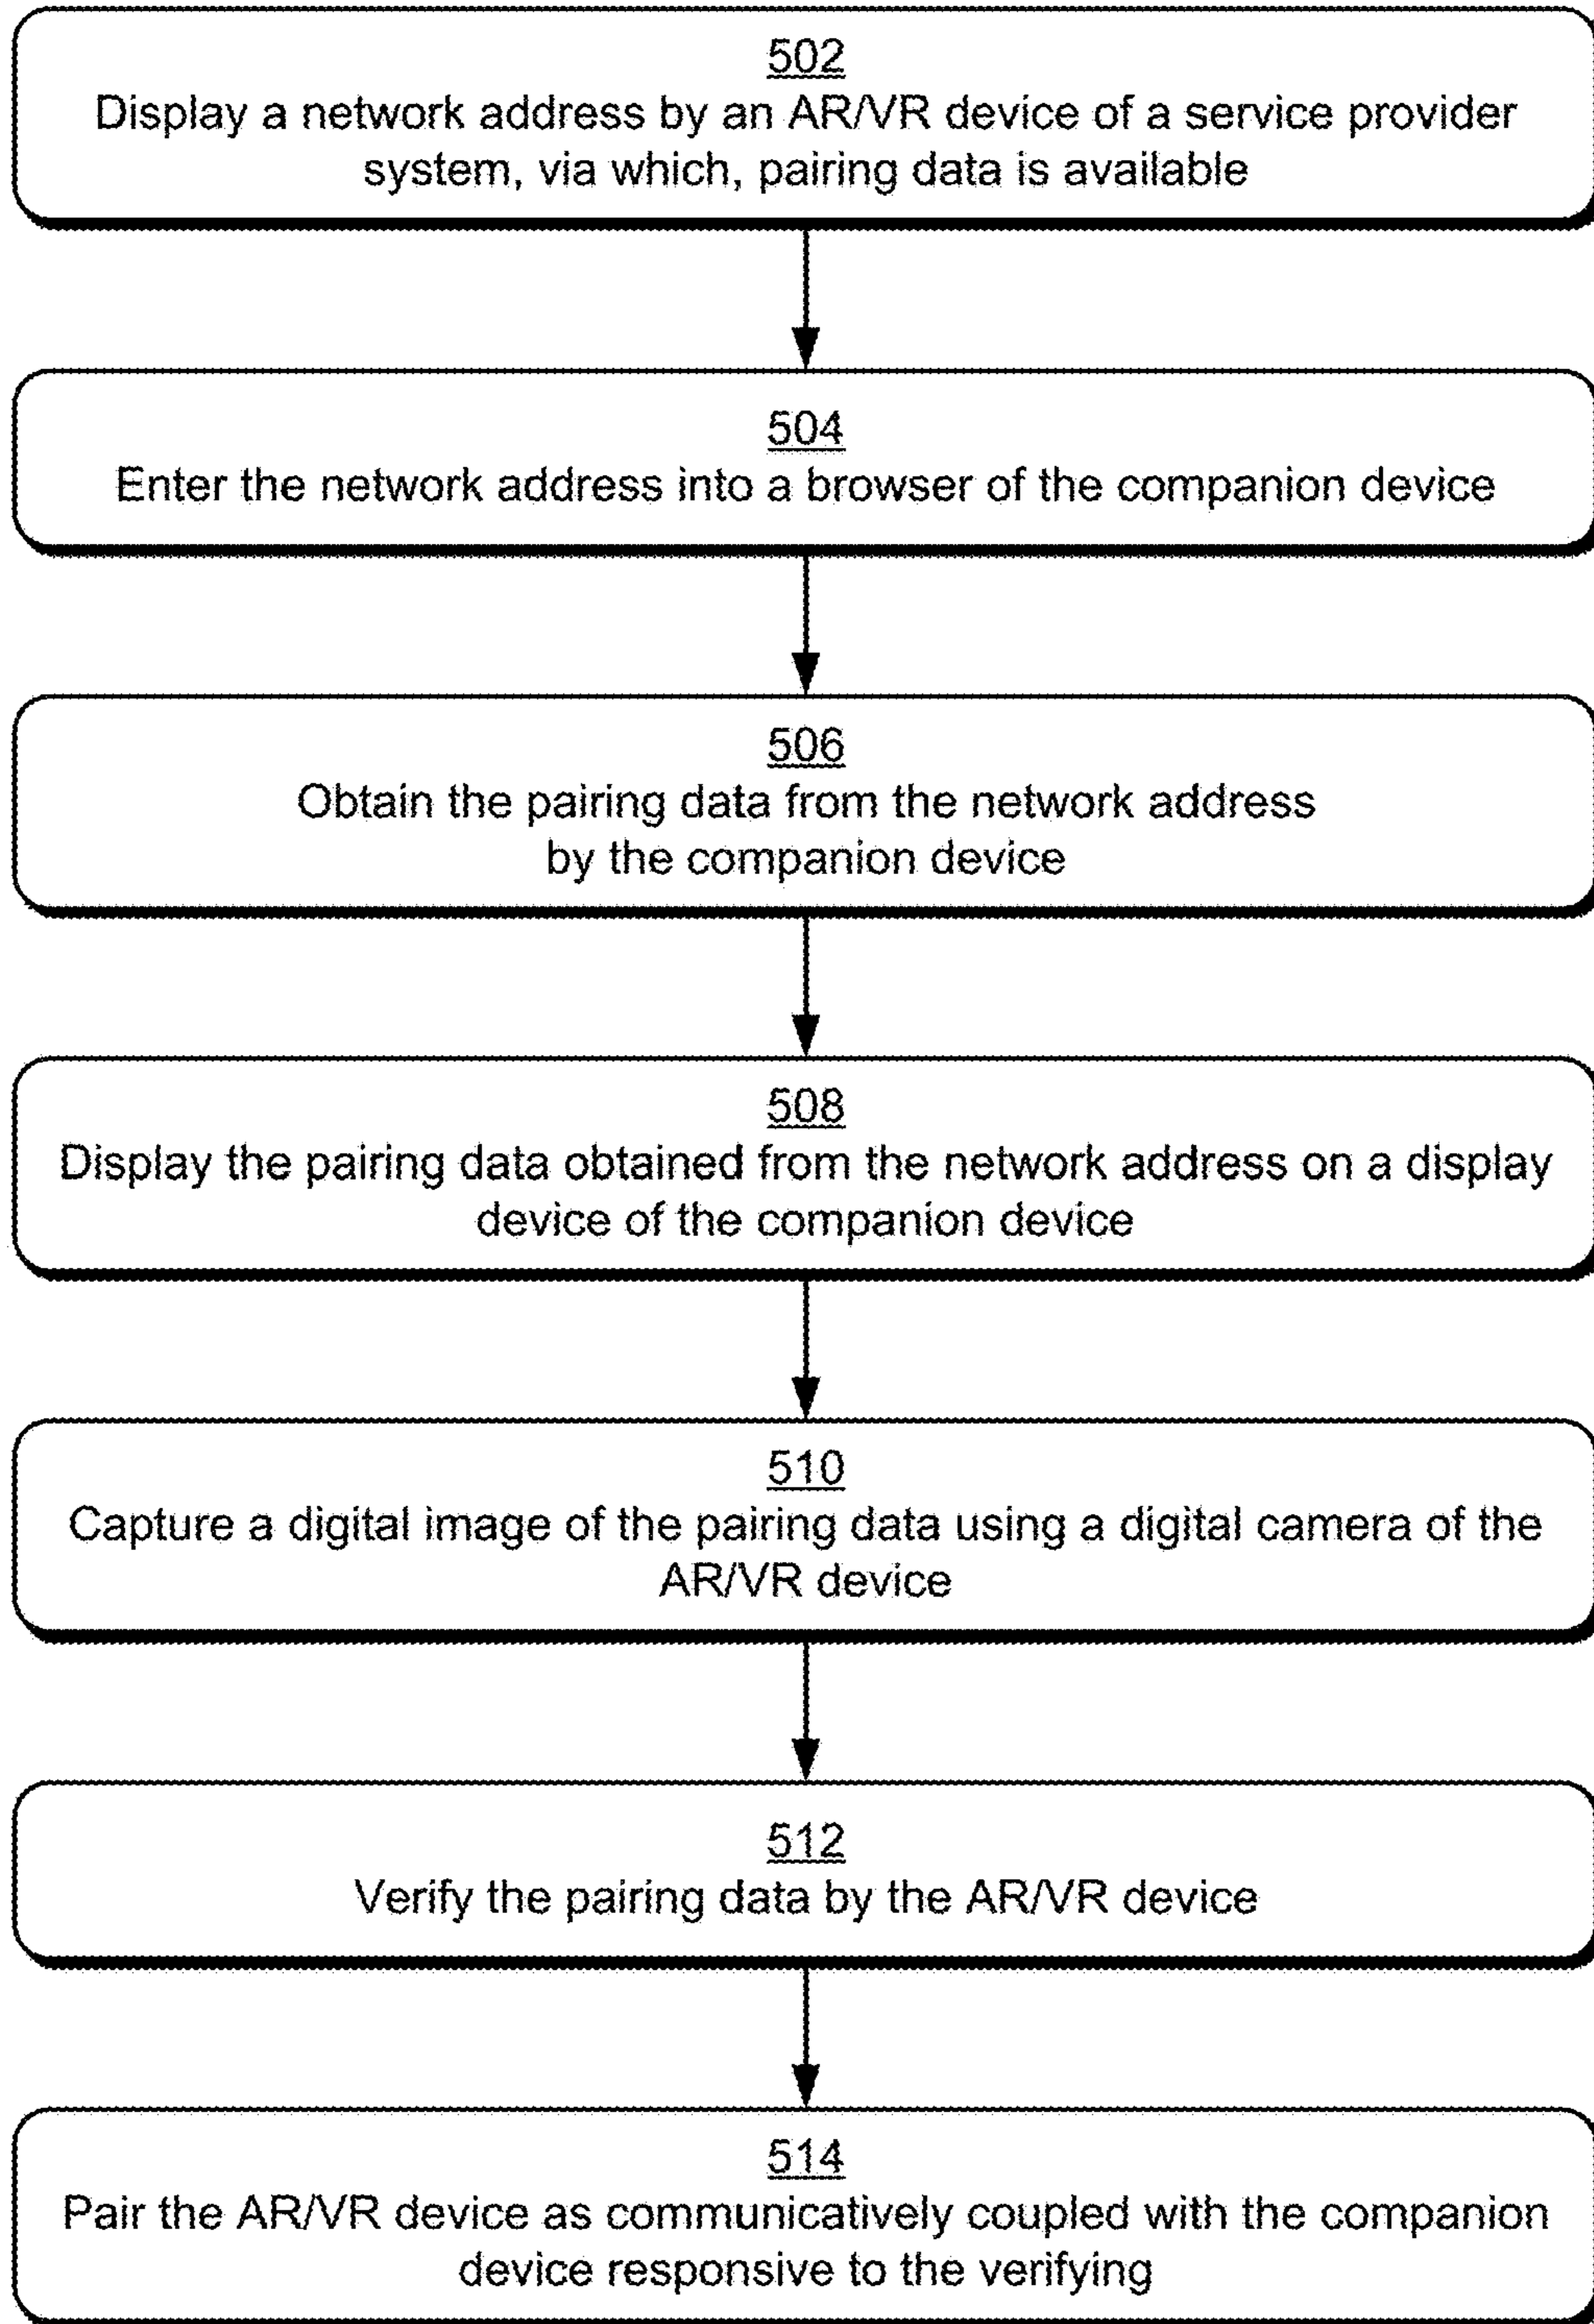 502
Display a network address by an AR/VR device of a service provider
system, via which, pairing data is available
504
Enter the network address into a browser of the companion device
506
Obtain the pairing data from the network address
by the companion device
508
Display the pairing data obtained from the network address on a display
device of the companion device
510
Capture a digital image of the pairing data using a digital camera of the
AR/VR device
512
Verify the pairing data by the AR/VR device
514
Pair the AR/VR device as communicatively coupled with the companion
device responsive to the verifying